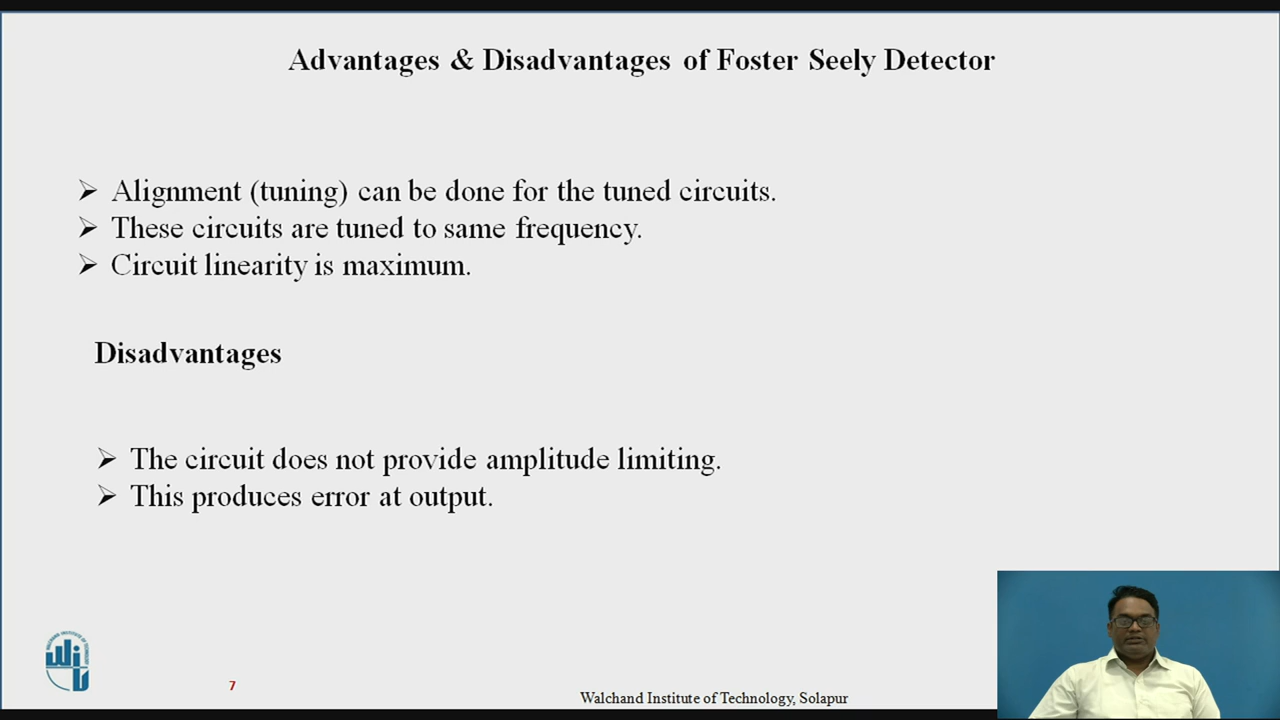 Advantages & Disadvantages of Foster Seely Detector
➢ Alignment (tuning) can be done for the tuned circuits.
➢ These circuits are tuned to same frequency.
➢ Circuit linearity is maximum.
Disadvantages
➢ The circuit does not provide amplitude limiting.
➢ This produces error at output.
7
Walchand Institute of Technology, Solapur